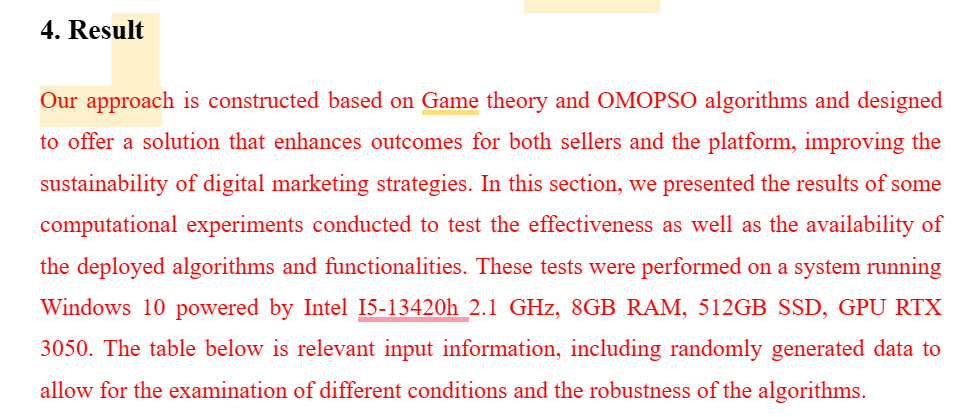 4. Result
Our approach is constructed based on Game theory and OMOPSO algorithms and designed
to offer a solution that enhances outcomes for both sellers and the platform, improving the
sustainability of digital marketing strategies. In this section, we presented the results of some
computational experiments conducted to test the effectiveness as well as the availability of
the deployed algorithms and functionalities. These tests were performed on a system running
Windows 10 powered by Intel I5-13420h 2.1 GHz, 8GB RAM, 512GB SSD, GPU RTX
3050. The table below is relevant input information, including randomly generated data to
allow for the examination of different conditions and the robustness of the algorithms.